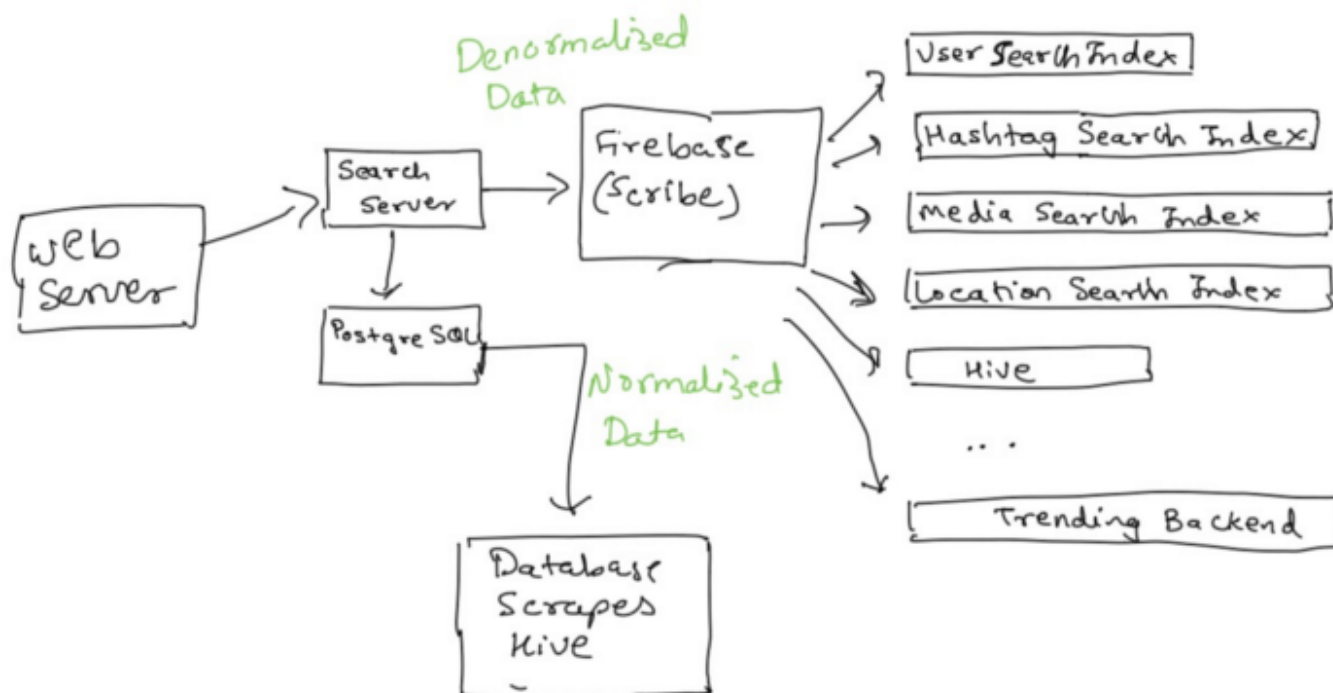 Denormalized
Data
User Search Index
Hashtag Search Index
Firebase
(Scribe)
Search
Server
Media Search Index
Web
Server
Location Search Index
PostgreSQL
Hive
Normalized
Data
...
Trending Backend
Database
Scrapes
Hive